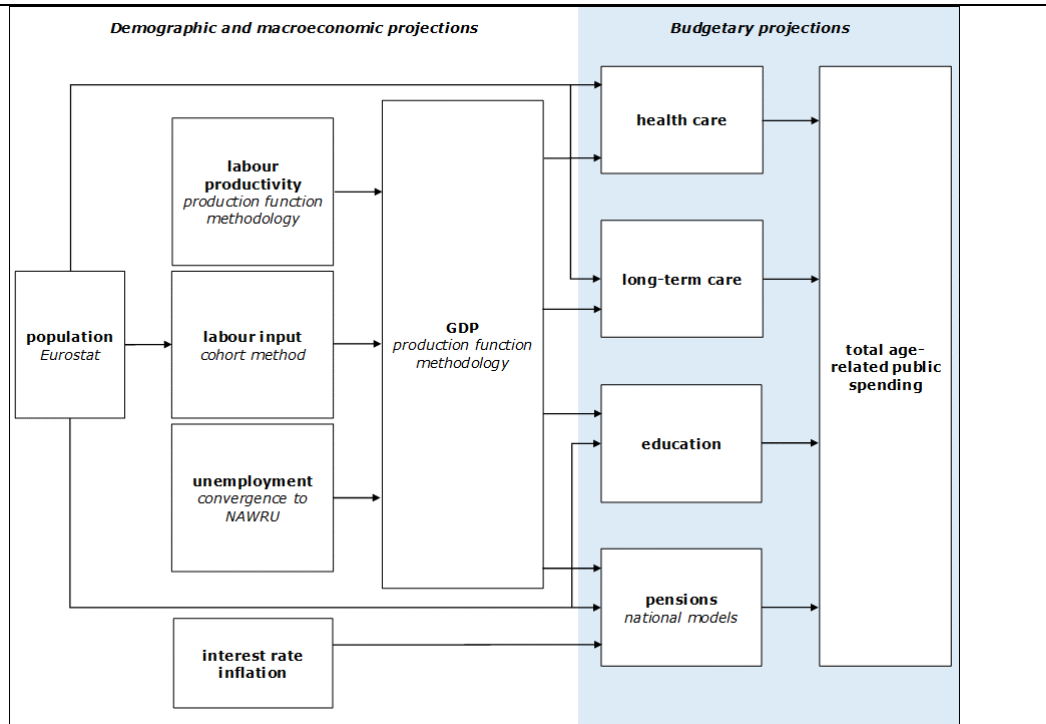 Demographic and macroeconomic projections
Budgetary projections
health care
labour
productivity
production function
methodology
long-term care
population
Eurostat
labour input
cohort method
GDP
production function
methodology
total age-
related public
spending
education
unemployment
convergence to
NAWRU
pensions
national models
interest rate
inflation